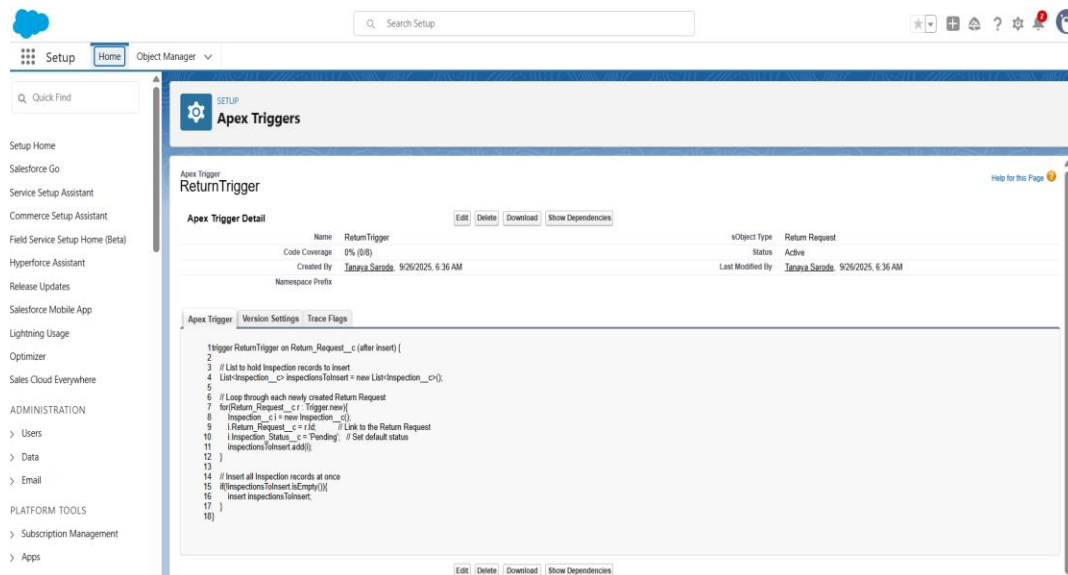 Search Setup
2
Setup Home Object Manager
Quick Find
Setup Home
Salesforce Go
Service Setup Assistant
Commerce Setup Assistant
Field Service Setup Home (Beta)
Hyperforce Assistant
Release Updates
Salesforce Mobile App
Lightning Usage
Optimizer
Sales Cloud Everywhere
ADMINISTRATION
Users
Data
Email
PLATFORM TOOLS
Subscription Management
Apps
SETUP
Apex Triggers
Apex Trigger
ReturnTrigger
Help for this Page ?
Apex Trigger Detail Edit Delete Download Show Dependencies
Name ReturnTrigger sObject Type Return Request
Code Coverage 0% (0/8) Status Active
Created By Tanaya Sarode, 9/26/2025, 6:36 AM Last Modified By Tanaya Sarode, 9/26/2025, 6:36 AM
Namespace Prefix
Apex Trigger Version Settings Trace Flags
1trigger ReturnTrigger on Return_Request__c (after insert) {
2
3 // List to hold Inspection records to insert
4 List<Inspection__c> inspectionsToInsert = new List<Inspection__c>();
5
6 // Loop through each newly created Return Request
7 for(Return_Request__c r : Trigger.new){
8 Inspection__c i = new Inspection__c();
9 i.Return_Request__c = r.Id; // Link to the Return Request
10 i.Inspection_Status__c = 'Pending'; // Set default status
11 inspectionsToInsert.add(i);
12 }
13
14 // Insert all Inspection records at once
15 if(!inspectionsToInsert.isEmpty()){
16 insert inspectionsToInsert;
17 }
18}
Edit Delete Download Show Dependencies